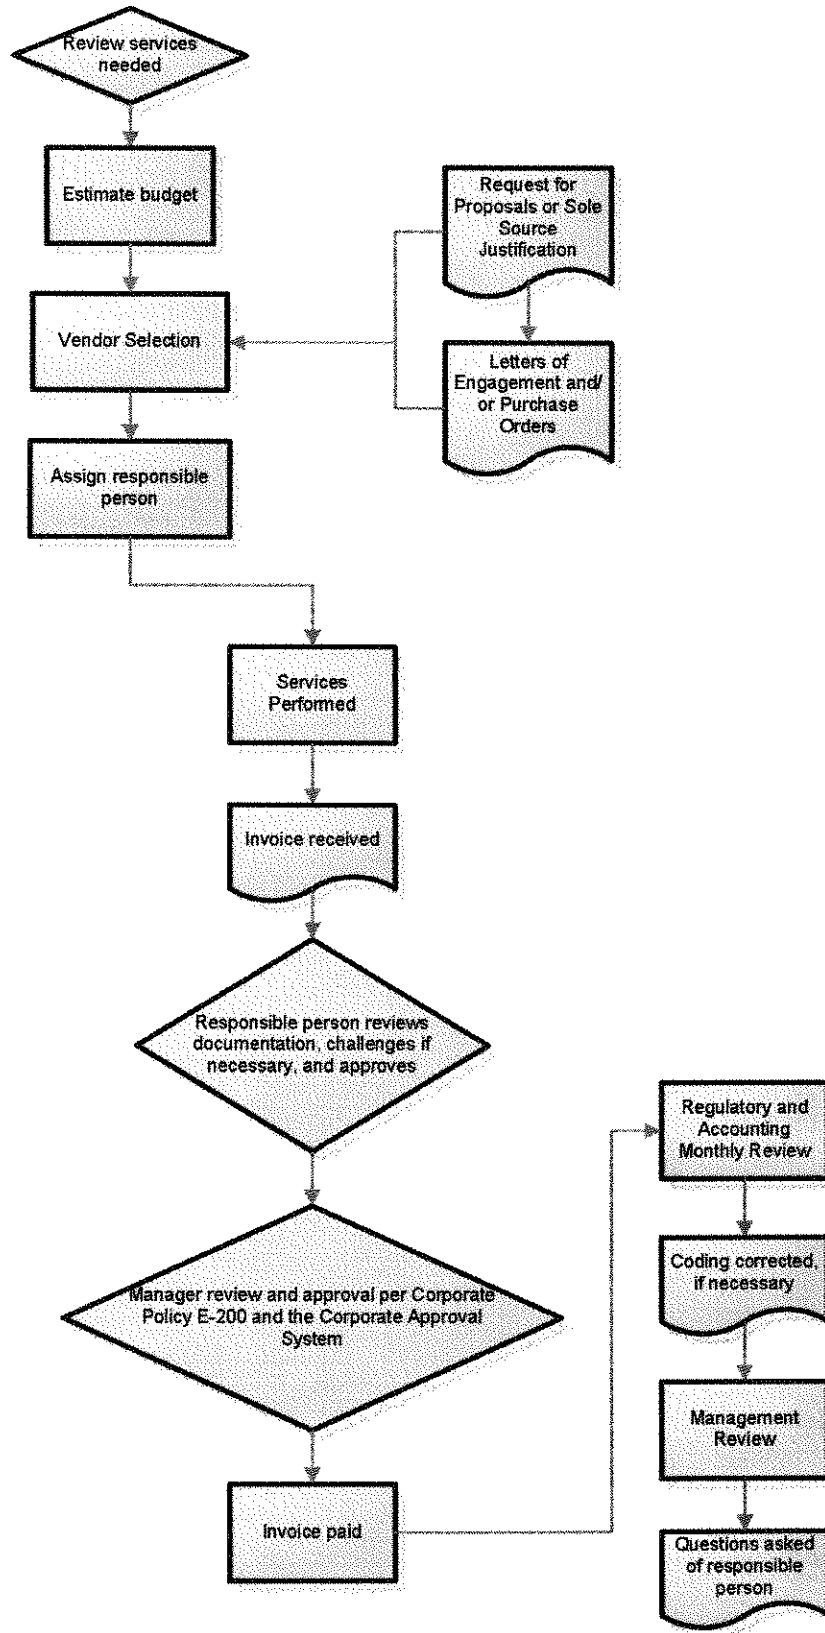 Review services
needed
Estimate budget
Request for
Proposals or Sole
Source
Justification
Vendor Selection
Letters of
Engagement and/
or Purchase
Orders
Assign responsible
person
Services
Performed
Invoice received
Responsible person reviews
documentation, challenges if
necessary, and approves
Manager review and approval per Corporate
Policy E-200 and the Corporate Approval
System
Invoice paid
Regulatory and
Accounting
Monthly Review
Coding corrected,
if necessary
Management
Review
Questions asked
of responsible
person